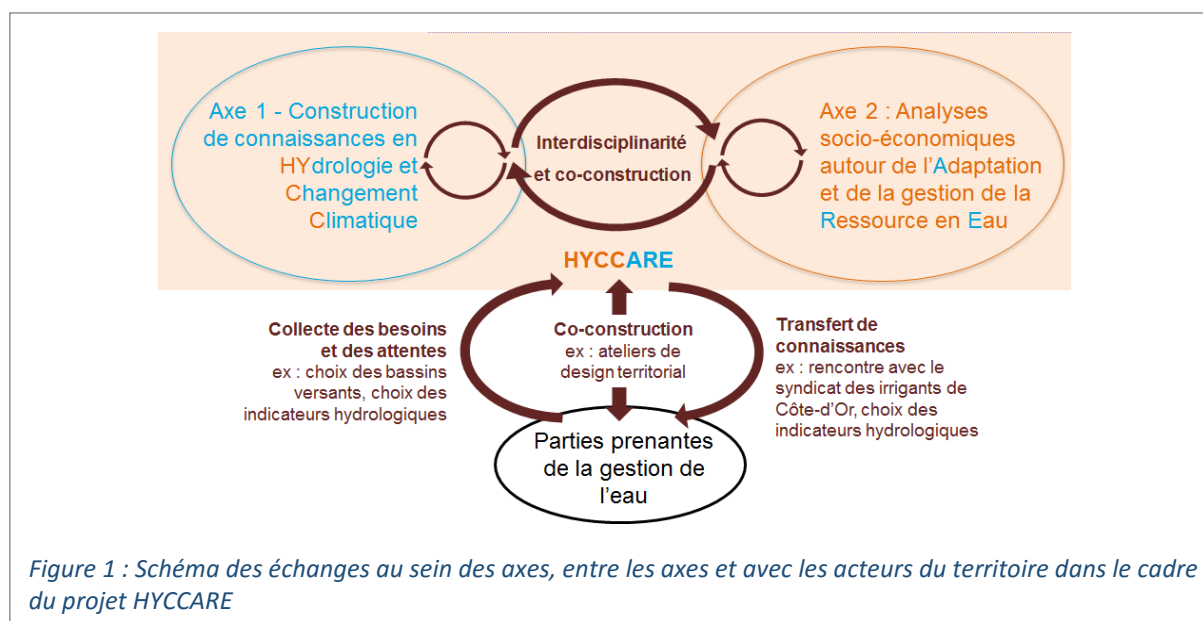 Axe 1 - Construction
de connaissances en
HYdrologie et
Changement
Climatique
Interdisciplinarité
et co-construction
Axe 2 : Analyses
socio-économiques
autour de l'Adaptation
et de la gestion de la
Ressource en Eau
HYCCARE
Collecte des besoins
et des attentes
ex : choix des bassins
versants, choix des
indicateurs hydrologiques
Co-construction
ex : ateliers de
design territorial
Transfert de
connaissances
ex : rencontre avec le
syndicat des irrigants de
Côte-d'Or, choix des
indicateurs hydrologiques
Parties prenantes
de la gestion de
l'eau
Figure 1 : Schéma des échanges au sein des axes, entre les axes et avec les acteurs du territoire dans le cadre
du projet HYCCARE